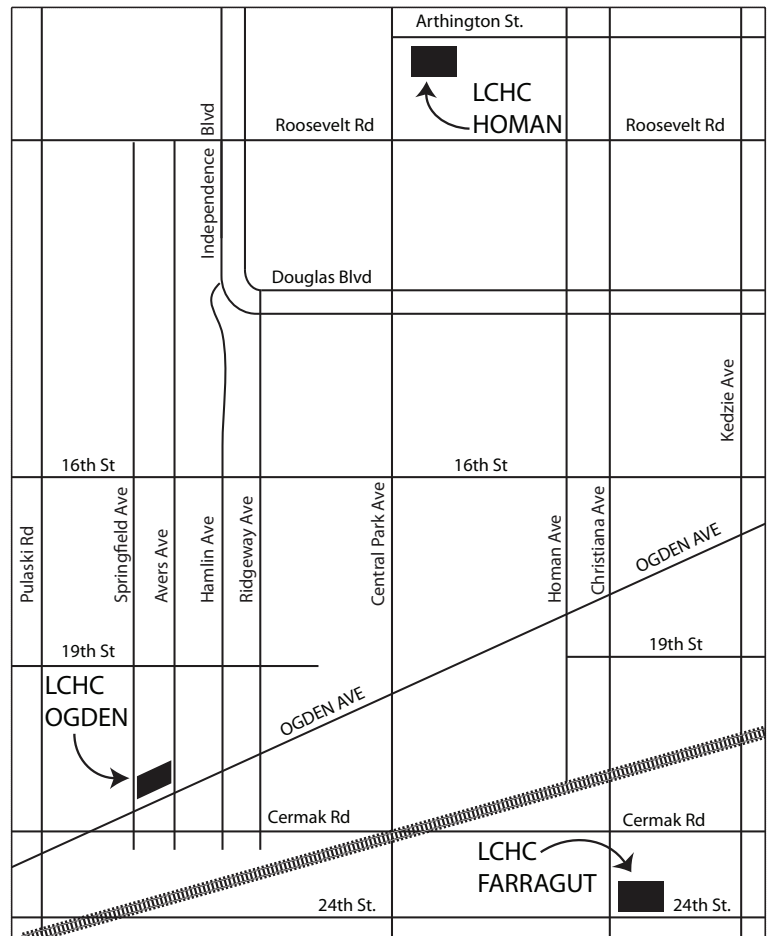 Arthington St.
LCHC
HOMAN
Independence Blvd
Roosevelt Rd
Roosevelt Rd
Douglas Blvd
Kedzie Ave
16th St
16th St
Pulaski Rd
Springfield Ave
Avers Ave
Hamlin Ave
Ridgeway Ave
Central Park Ave
Homan Ave
Christiana Ave
OGDEN AVE
19th St
19th St
LCHC
OGDEN
OGDEN AVE
Cermak Rd
Cermak Rd
LCHC
FARRAGUT
24th St.
24th St.